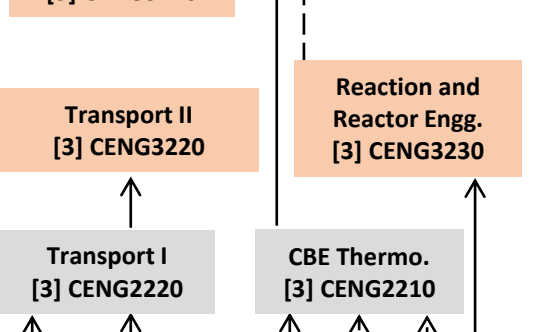 Transport II
[3] CENG3220
Reaction and
Reactor Engg.
[3] CENG3230
Transport I
[3] CENG2220
CBE Thermo.
[3] CENG2210